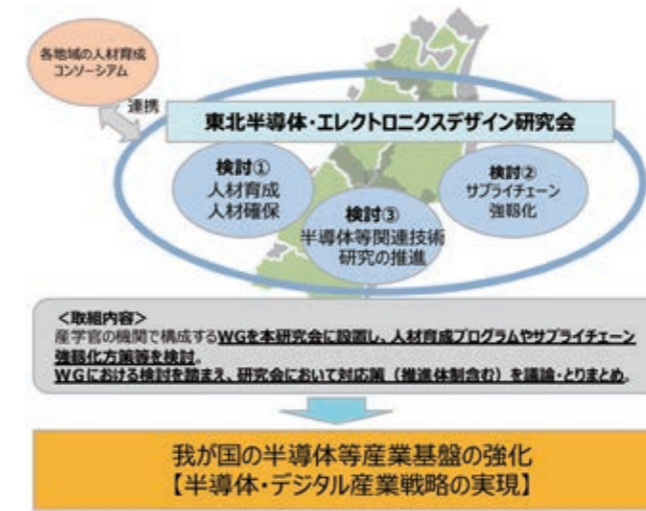 各地域の人材育成
コンソーシアム
連携
東北半導体・エレクトロニクスデザイン研究会
検討①
人材育成
人材確保
検討②
サプライチェーン
強靱化
検討③
半導体等関連技術
研究の推進
<取組内容>
産学官の機関で構成するWGを本研究会に設置し、人材育成プログラムやサプライチェーン
強靱化方策等を検討。
WGにおける検討を踏まえ、研究会において対応策（推進体制含む）を議論・とりまとめ。
我が国の半導体等産業基盤の強化
【半導体・デジタル産業戦略の実現】